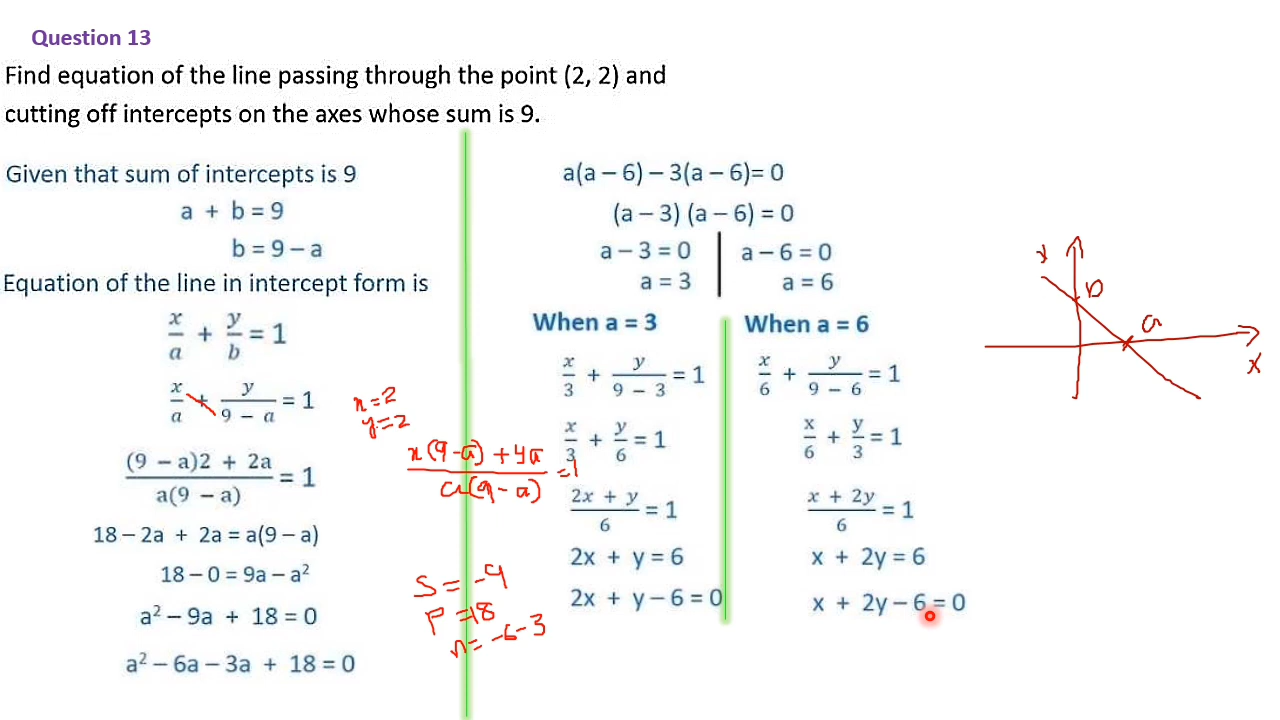 Question 13
Find equation of the line passing through the point (2, 2) and
cutting off intercepts on the axes whose sum is 9.
Given that sum of intercepts is 9
a + b = 9
b = 9 – a
Equation of the line in intercept form is
x/a + y/b = 1
x/a + y/(9 – a) = 1
((9 – a)2 + 2a)/(a(9 – a)) = 1
18 – 2a + 2a = a(9 – a)
18 – 0 = 9a – a²
a² – 9a + 18 = 0
a² – 6a – 3a + 18 = 0
x=2
y=2
(x(9-a) + ya)/(a(9-a)) = 1
S = -9
P = 18
n = -6 -3
a(a – 6) – 3(a – 6)= 0
(a – 3) (a – 6) = 0
a – 3 = 0
a = 3
a – 6 = 0
a = 6
When a = 3
x/3 + y/(9 – 3) = 1
x/3 + y/6 = 1
(2x + y)/6 = 1
2x + y = 6
2x + y – 6 = 0
When a = 6
x/6 + y/(9 – 6) = 1
x/6 + y/3 = 1
(x + 2y)/6 = 1
x + 2y = 6
x + 2y – 6 = 0
b
a
x